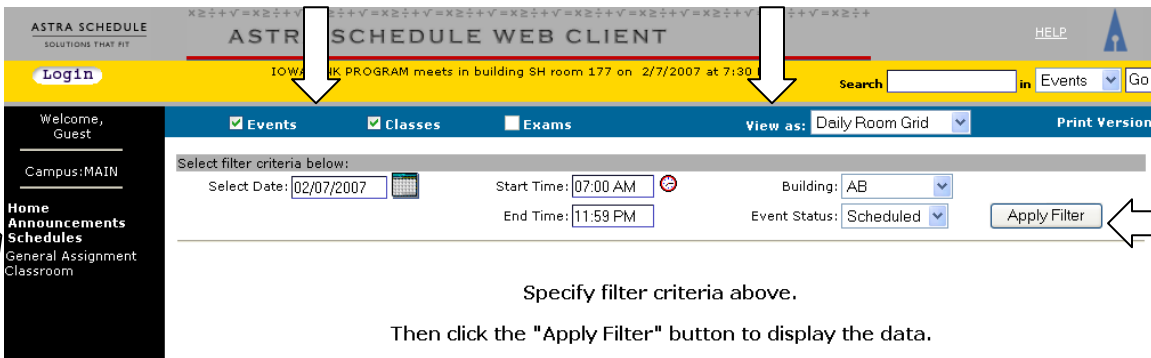 ASTRA SCHEDULE
SOLUTIONS THAT FIT
ASTR SCHEDULE WEB CLIENT
HELP
Login
IOWA NK PROGRAM meets in building SH room 177 on 2/7/2007 at 7:30
Search in Events Go
Welcome,
Guest
Events Classes Exams View as: Daily Room Grid Print Version
Campus:MAIN
Select filter criteria below:
Select Date: 02/07/2007 Start Time: 07:00 AM Building: AB
End Time: 11:59 PM Event Status: Scheduled Apply Filter
Home
Announcements
Schedules
General Assignment
Classroom
Specify filter criteria above.
Then click the "Apply Filter" button to display the data.